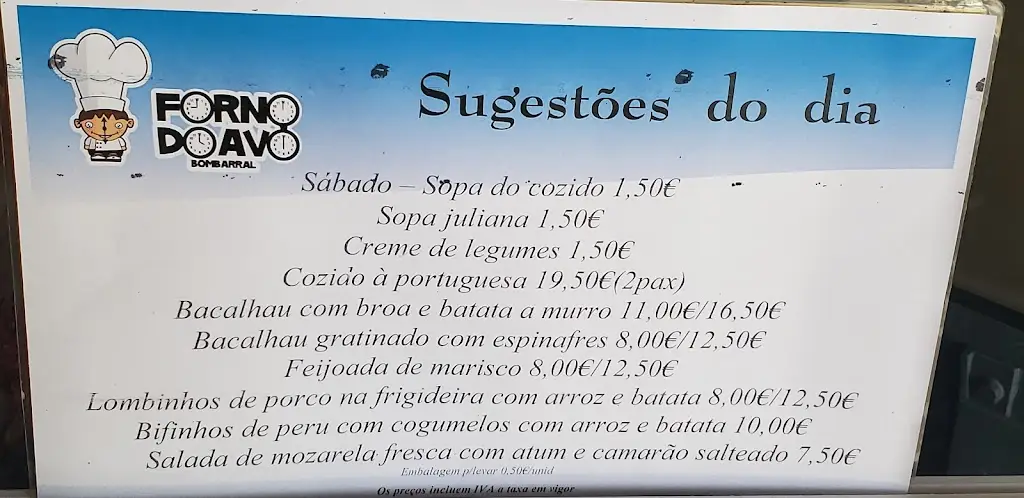 FORNO
DO AVÔ
BOMBARRAL
Sugestões do dia
Sábado – Sopa do cozido 1,50€
Sopa juliana 1,50€
Creme de legumes 1,50€
Cozido à portuguesa 19,50€(2pax)
Bacalhau com broa e batata a murro 11,00€/16,50€
Bacalhau gratinado com espinafres 8,00€/12,50€
Feijoada de marisco 8,00€/12,50€
Lombinhos de porco na frigideira com arroz e batata 8,00€/12,50€
Bifinhos de peru com cogumelos com arroz e batata 10,00€
Salada de mozarela fresca com atum e camarão salteado 7,50€
Embalagem p/levar 0,50€/unid
Os preços incluem IVA a taxa em vigor